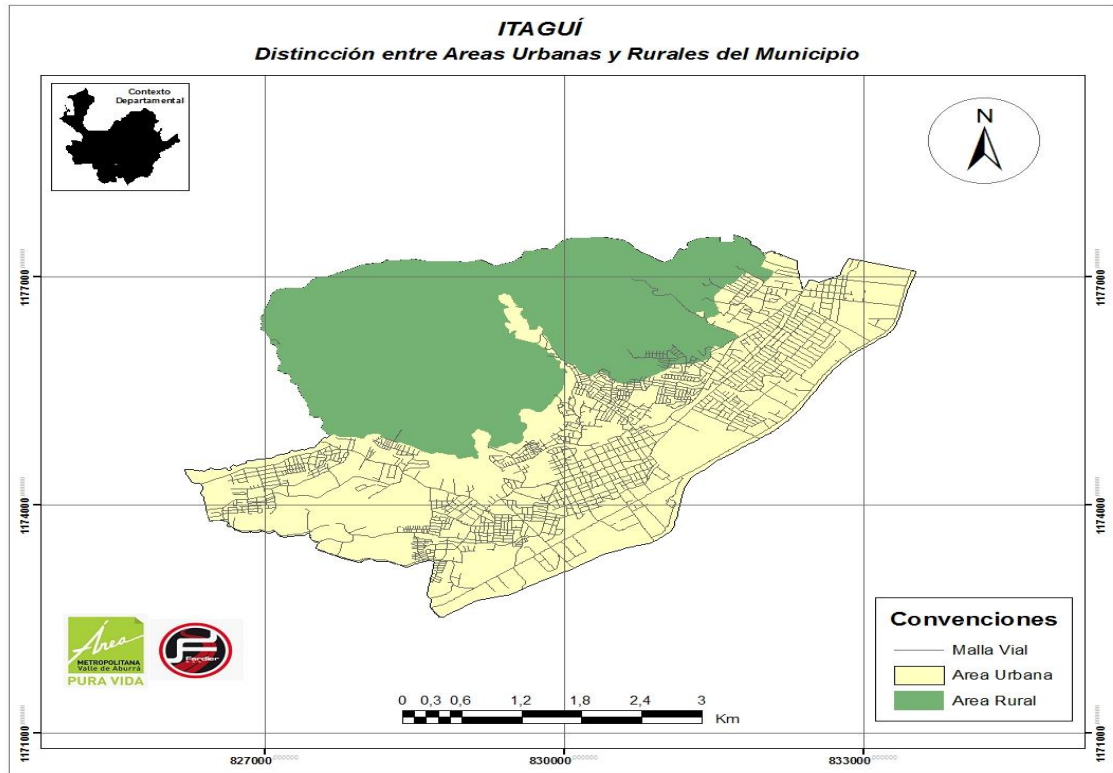 ITAGUÍ
Distincción entre Areas Urbanas y Rurales del Municipio
Contexto
Departamental
N
1177000
1177000
1174000
1174000
1171000
1171000
827000
830000
833000
Área
METROPOLITANA
Valle de Aburrá
PURA VIDA
Ferdier
0 0,3 0,6 1,2 1,8 2,4 3
Km
Convenciones
Malla Vial
Area Urbana
Area Rural